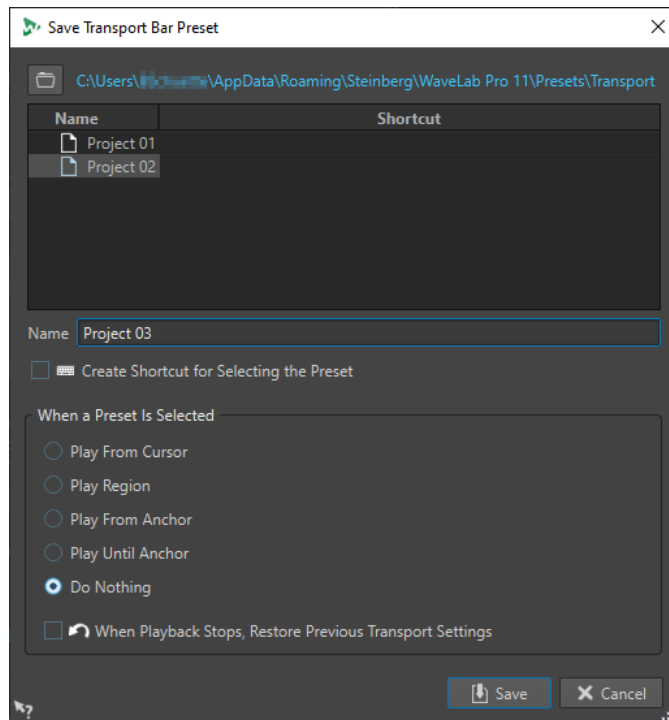 Save Transport Bar Preset
C:\Users\ \AppData\Roaming\Steinberg\WaveLab Pro 11\Presets\Transport
Name Shortcut
Project 01
Project 02
Name Project 03
Create Shortcut for Selecting the Preset
When a Preset Is Selected
Play From Cursor
Play Region
Play From Anchor
Play Until Anchor
Do Nothing
When Playback Stops, Restore Previous Transport Settings
Save Cancel
?